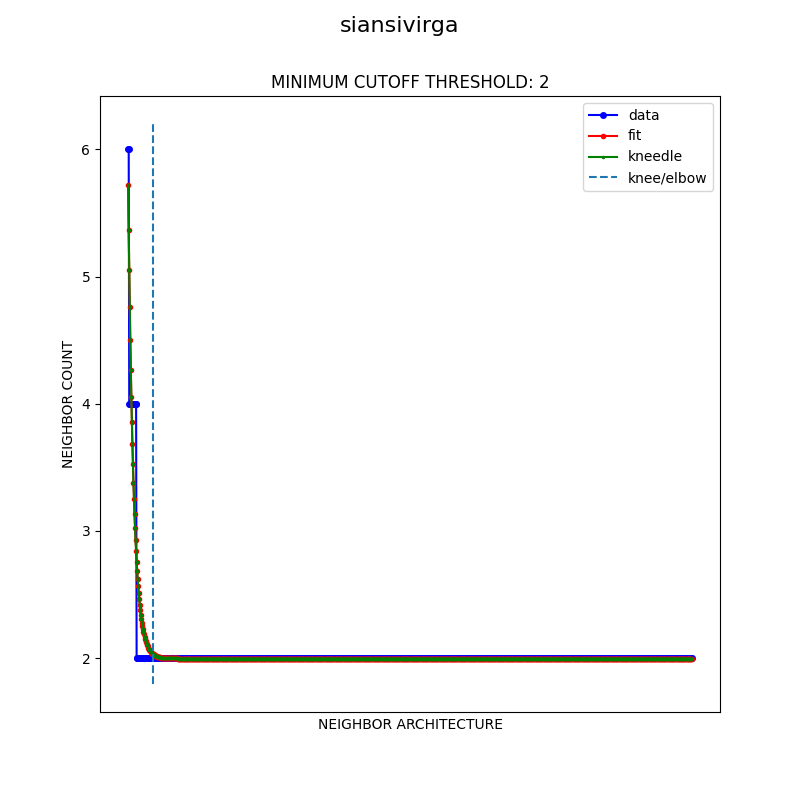 siansivirga
MINIMUM CUTOFF THRESHOLD: 2
data
fit
kneedle
knee/elbow
6
5
4
3
2
NEIGHBOR COUNT
NEIGHBOR ARCHITECTURE